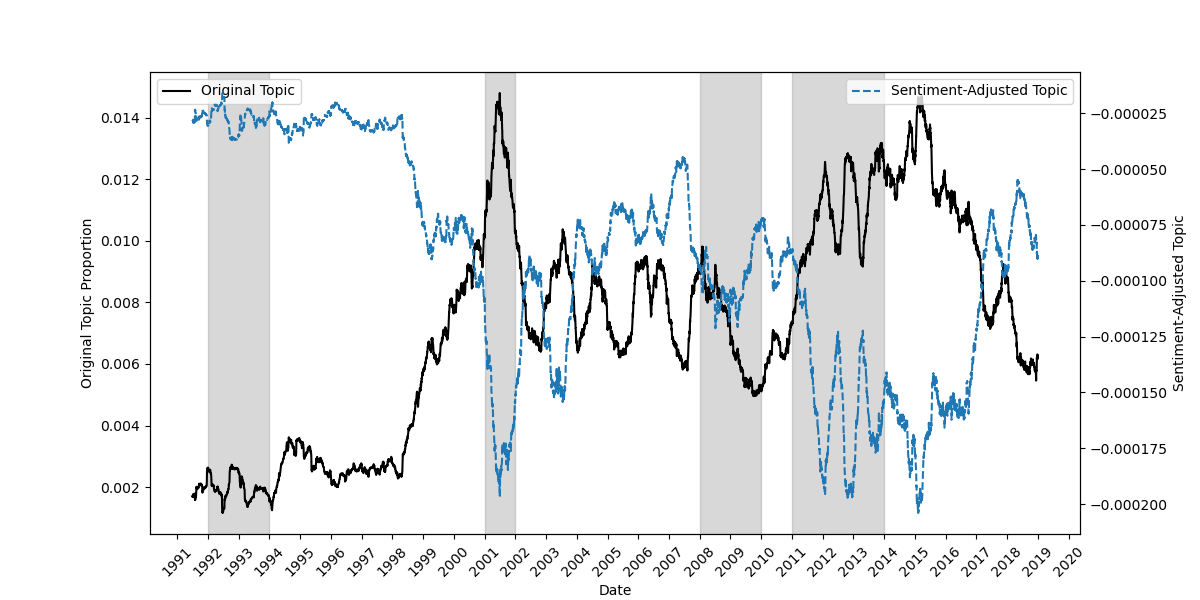 Original Topic
Sentiment-Adjusted Topic
0.014
0.012
0.010
0.008
0.006
0.004
0.002
Original Topic Proportion
−0.000025
−0.000050
−0.000075
−0.000100
−0.000125
−0.000150
−0.000175
−0.000200
Sentiment-Adjusted Topic
1991 1992 1993 1994 1995 1996 1997 1998 1999 2000 2001 2002 2003 2004 2005 2006 2007 2008 2009 2010 2011 2012 2013 2014 2015 2016 2017 2018 2019 2020
Date